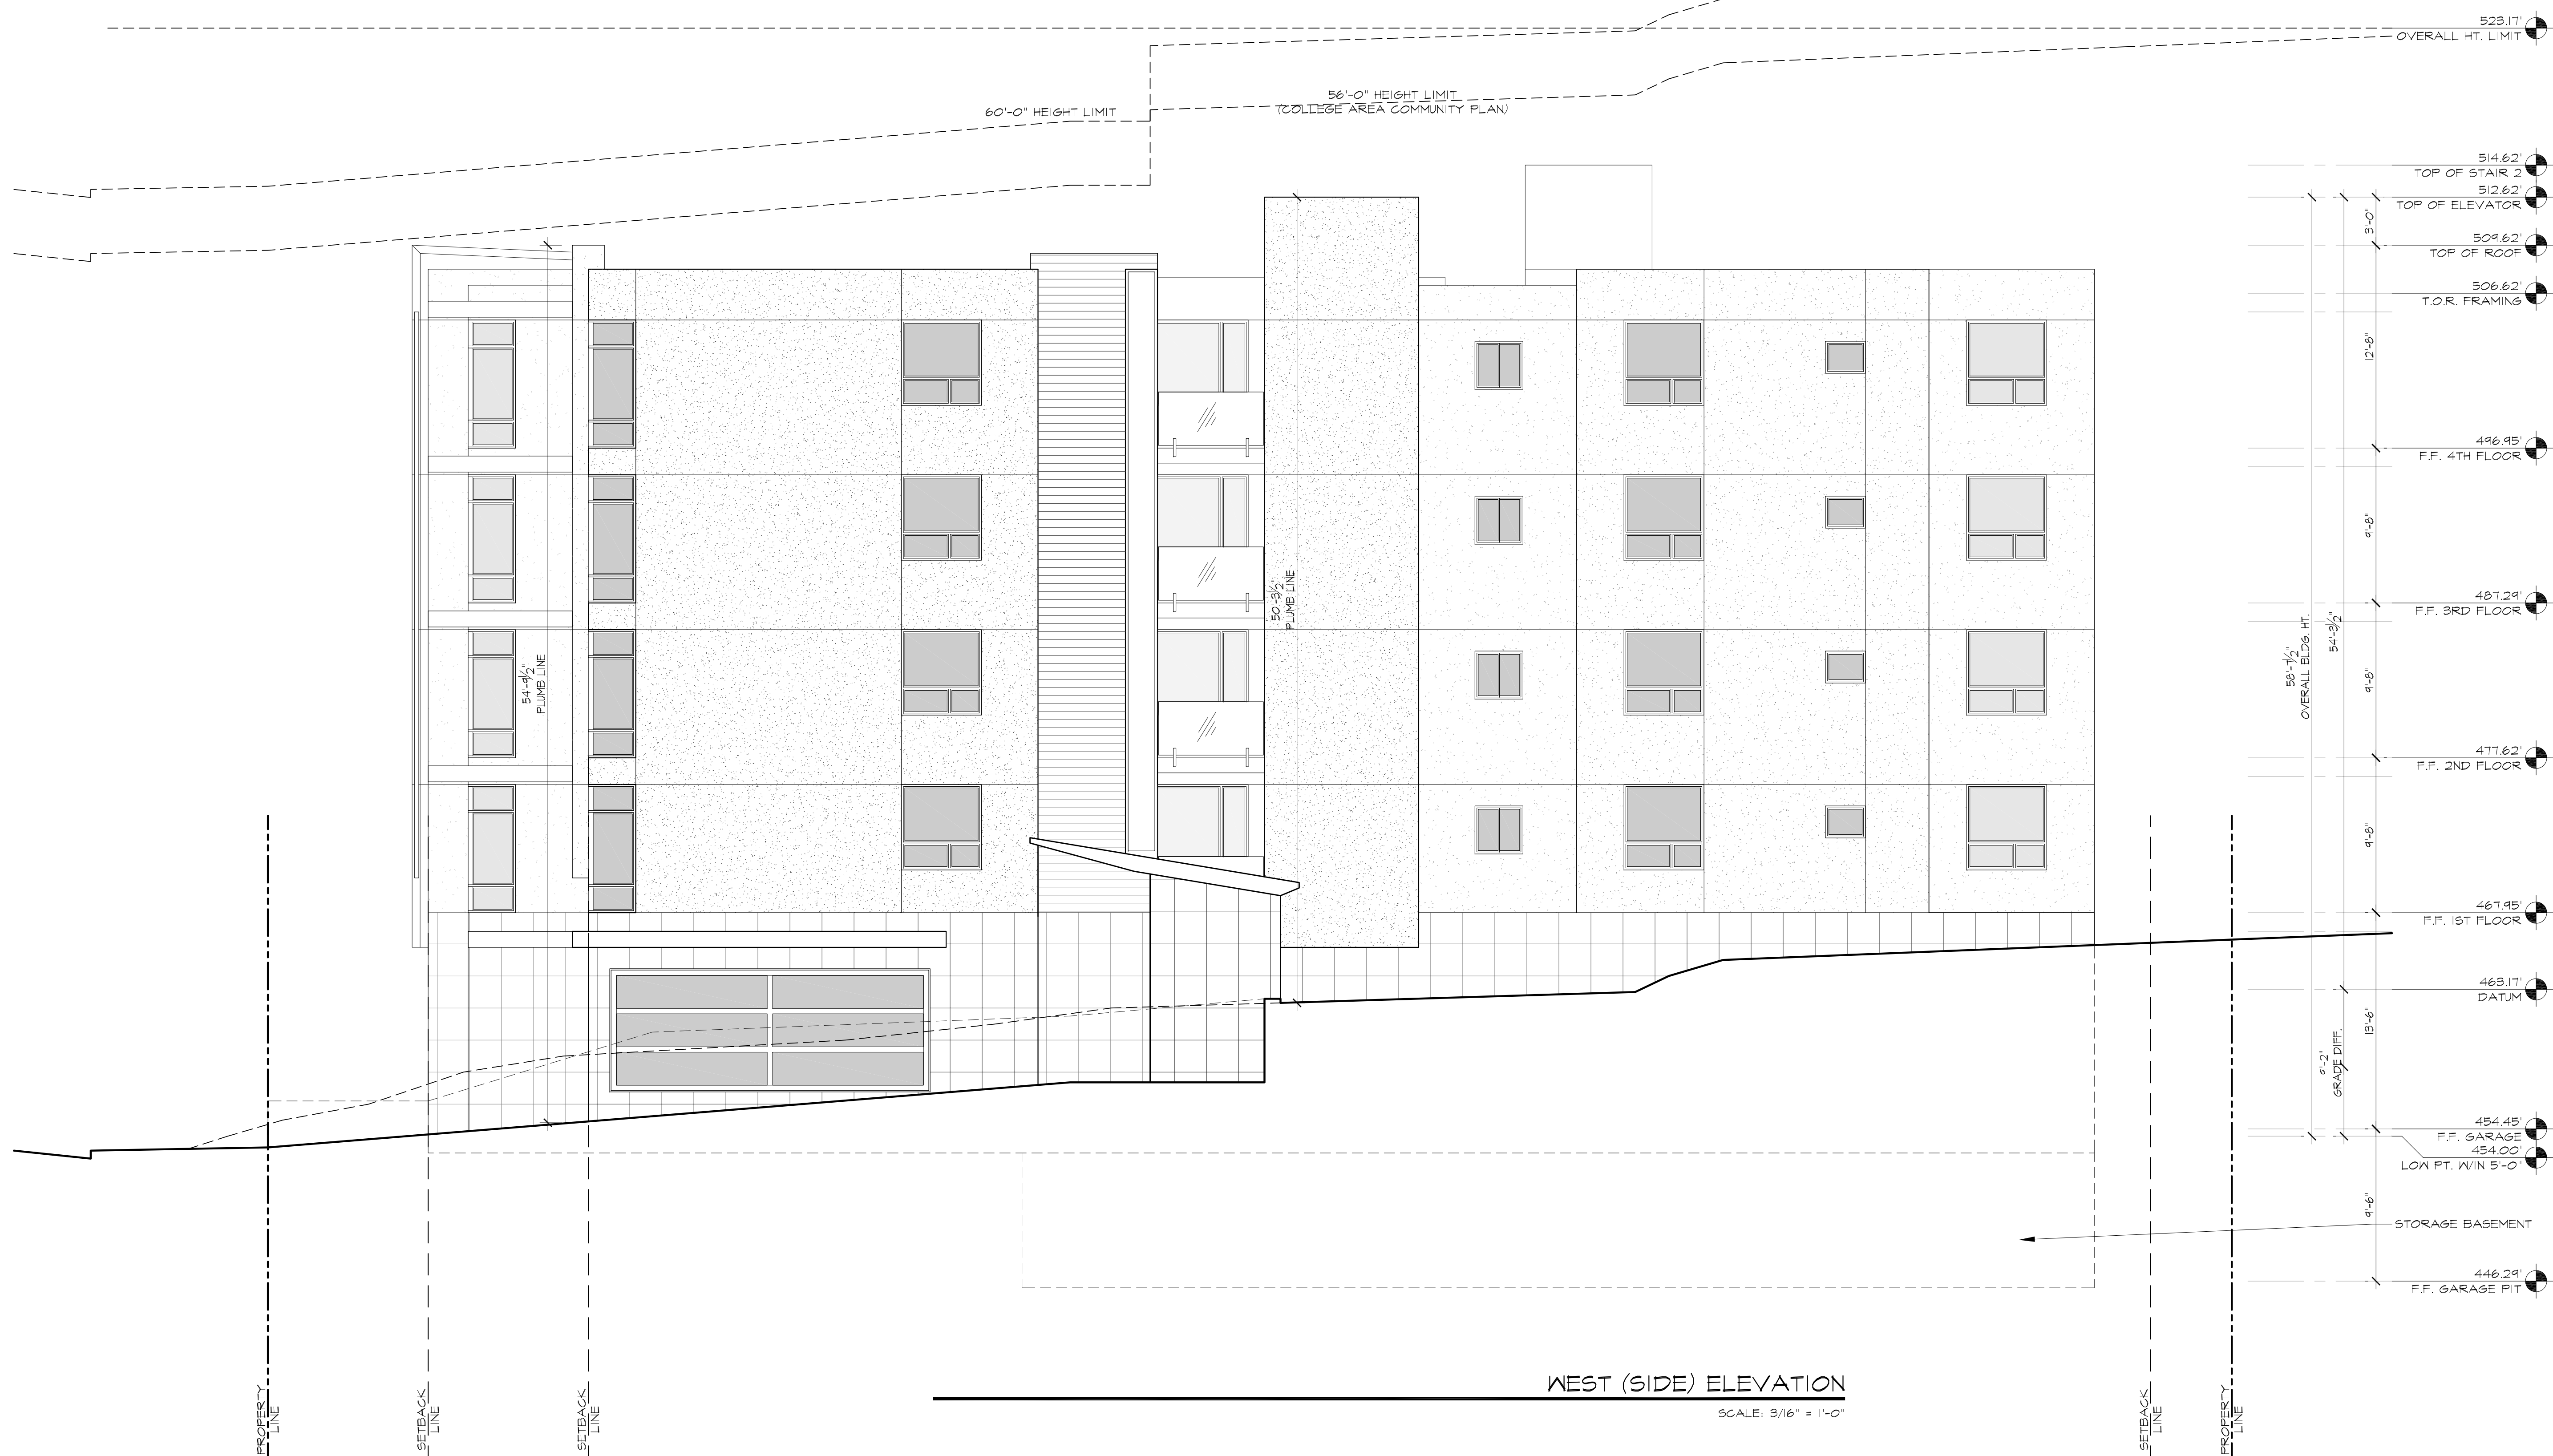 523.17'
OVERALL HT. LIMIT
60'-0" HEIGHT LIMIT
56'-0" HEIGHT LIMIT
(COLLEGE AREA COMMUNITY PLAN)
514.62'
TOP OF STAIR 2
512.62'
TOP OF ELEVATOR
3'-0"
509.62'
TOP OF ROOF
506.62'
T.O.R. FRAMING
12'-8"
496.95'
F.F. 4TH FLOOR
9'-8"
487.29'
F.F. 3RD FLOOR
54'-9½"
PLUMB LINE
50'-3½"
PLUMB LINE
58'-7½"
OVERALL BLDG. HT.
54'-3½"
9'-8"
477.62'
F.F. 2ND FLOOR
9'-8"
467.95'
F.F. 1ST FLOOR
463.17'
DATUM
13'-6"
9'-2"
GRADE DIFF.
454.45'
F.F. GARAGE
454.00'
LOW PT. W/IN 5'-0"
9'-6"
STORAGE BASEMENT
446.29'
F.F. GARAGE PIT
PROPERTY
LINE
SETBACK
LINE
SETBACK
LINE
WEST (SIDE) ELEVATION
SCALE: 3/16" = 1'-0"
SETBACK
LINE
PROPERTY
LINE